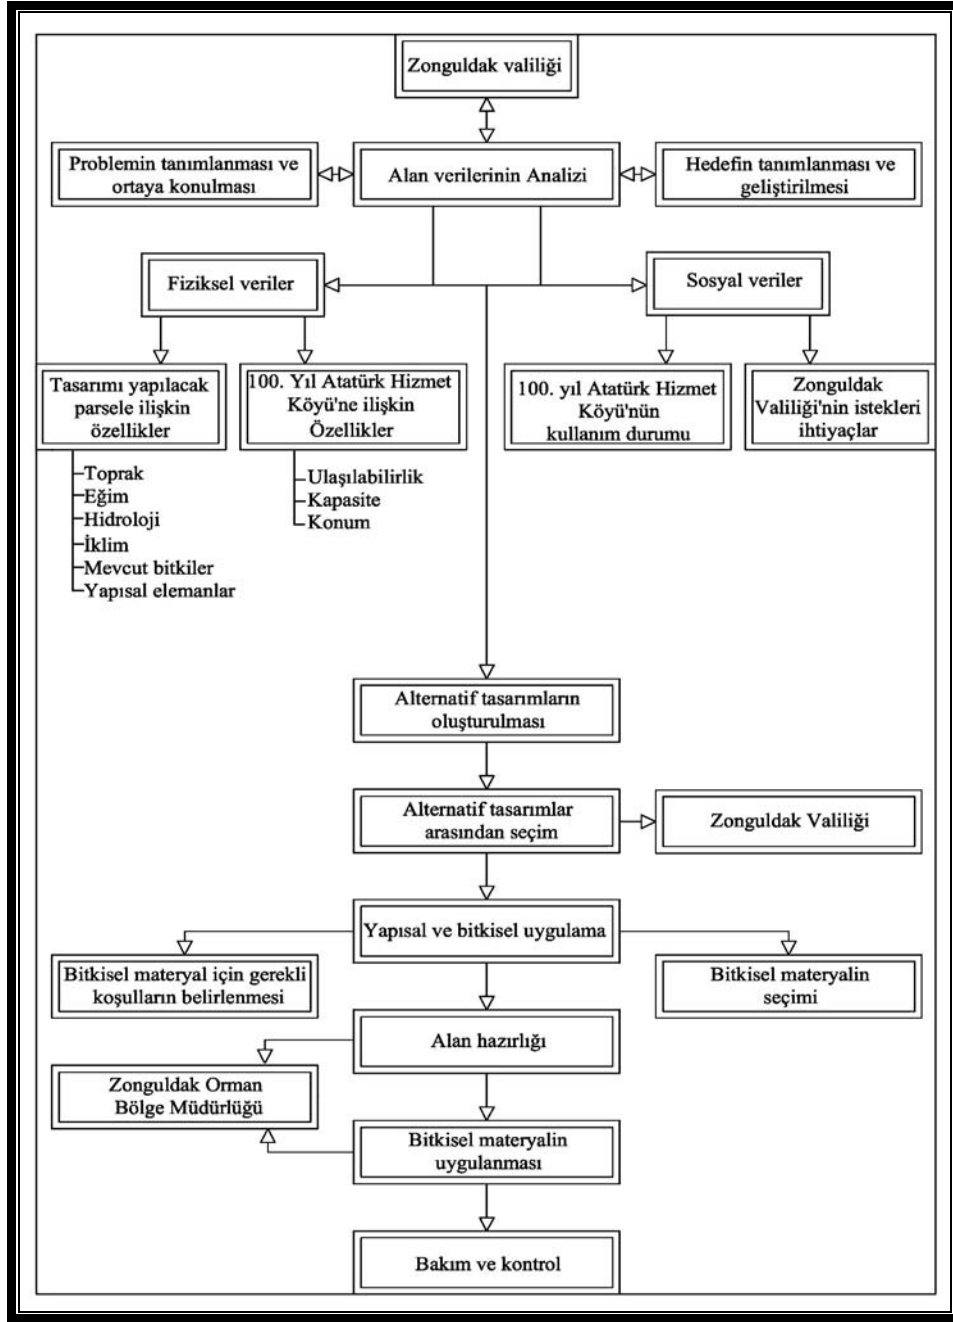 Zonguldak valiliği
Problemin tanımlanması ve
ortaya konulması
Alan verilerinin Analizi
Hedefin tanımlanması ve
geliştirilmesi
Fiziksel veriler
Sosyal veriler
Tasarımı yapılacak
parsele ilişkin
özellikler
100. Yıl Atatürk Hizmet
Köyü'ne ilişkin
Özellikler
100. yıl Atatürk Hizmet
Köyü'nün
kullanım durumu
Zonguldak
Valiliği'nin istekleri
ihtiyaçlar
Toprak
Eğim
Hidroloji
İklim
Mevcut bitkiler
Yapısal elemanlar
Ulaşılabilirlik
Kapasite
Konum
Alternatif tasarımların
oluşturulması
Alternatif tasarımlar
arasından seçim
Zonguldak Valiliği
Yapısal ve bitkisel uygulama
Bitkisel materyal için gerekli
koşulların belirlenmesi
Bitkisel materyalin
seçimi
Alan hazırlığı
Zonguldak Orman
Bölge Müdürlüğü
Bitkisel materyalin
uygulanması
Bakım ve kontrol